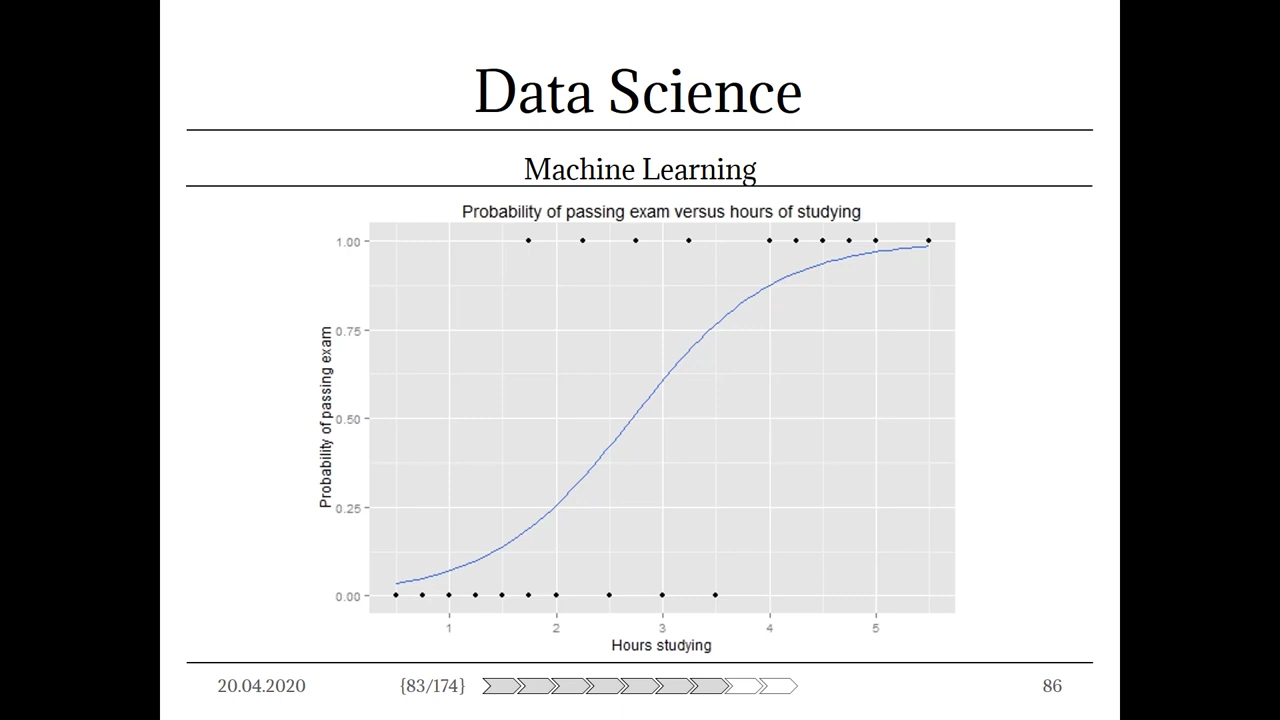 Data Science
Machine Learning
Probability of passing exam versus hours of studying
Probability of passing exam
1.00
0.75
0.50
0.25
0.00
1 2 3 4 5
Hours studying
20.04.2020 {83/174} 86